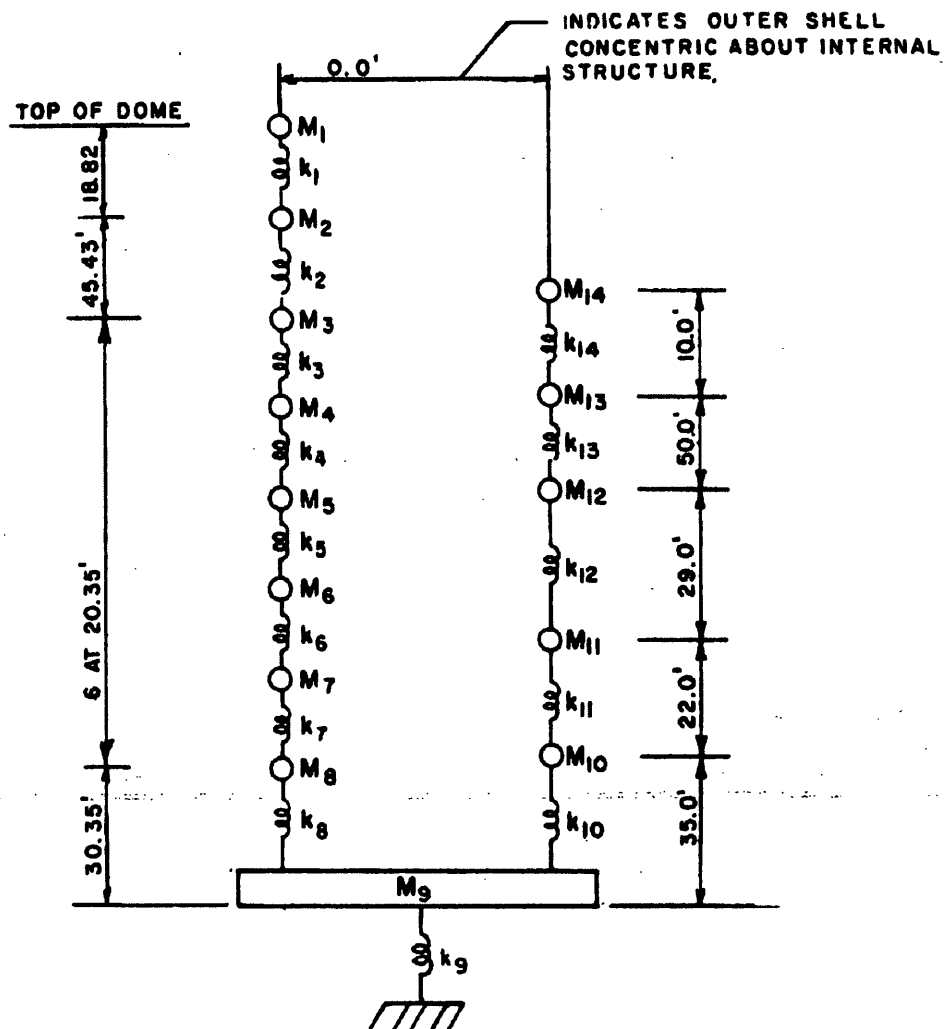 INDICATES OUTER SHELL
CONCENTRIC ABOUT INTERNAL
STRUCTURE.
0.0'
TOP OF DOME
18.82
45.43'
6 AT 20.35'
30.35'
M1
k1
M2
k2
M3
k3
M4
k4
M5
k5
M6
k6
M7
k7
M8
k8
M14
k14
M13
k13
M12
k12
M11
k11
M10
k10
10.0'
50.0'
29.0'
22.0'
35.0'
M9
k9